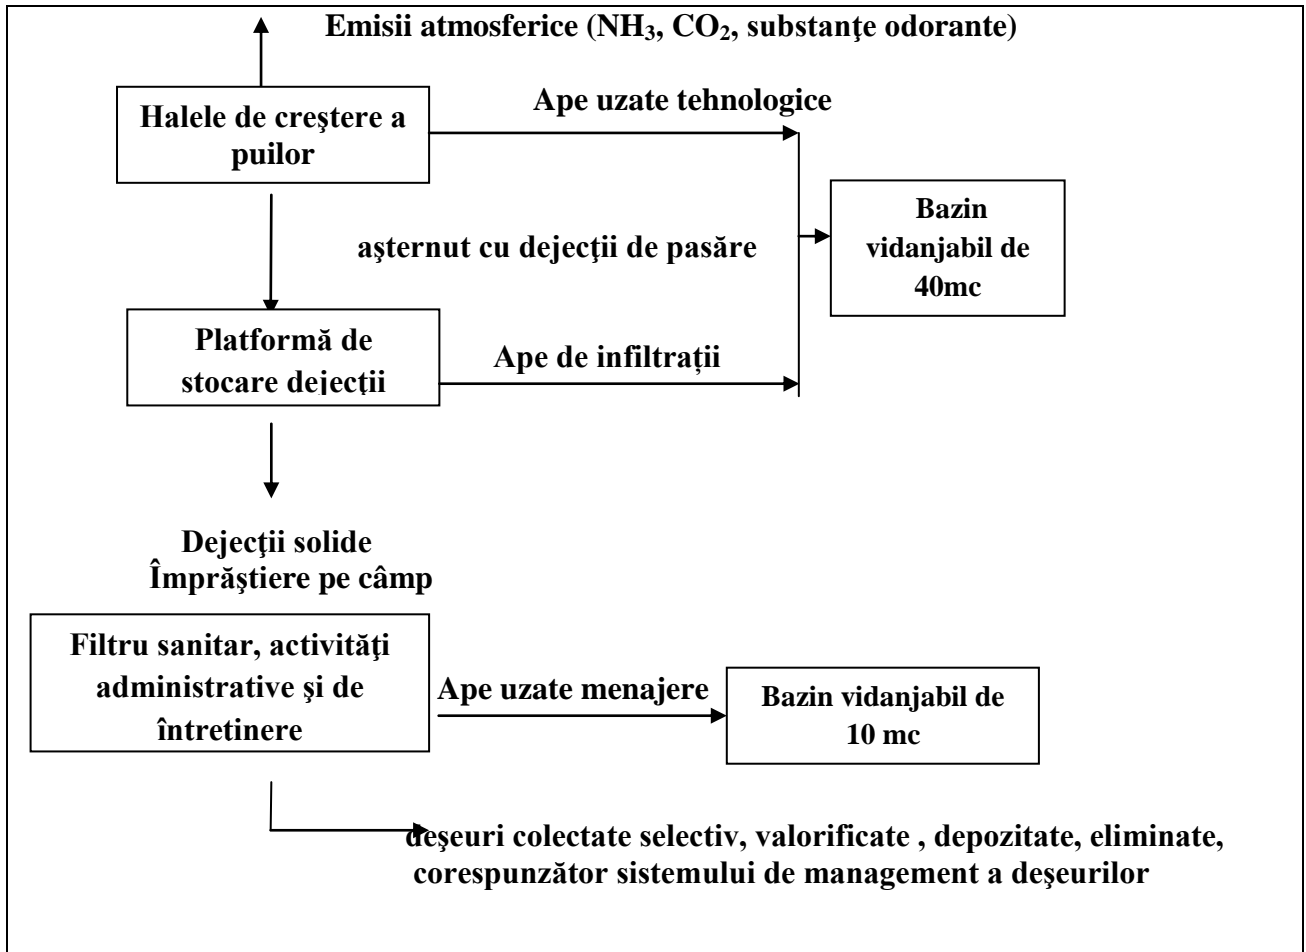 Emisii atmosferice (NH₃, CO₂, substanţe odorante)
Ape uzate tehnologice
Halele de creştere a
puilor
Bazin
vidanjabil de
40mc
aşternut cu dejecţii de pasăre
Platformă de
stocare dejecţii
Ape de infiltrații
Dejecţii solide
Împrăştiere pe câmp
Filtru sanitar, activităţi
administrative şi de
întretinere
Ape uzate menajere
Bazin vidanjabil de
10 mc
deşeuri colectate selectiv, valorificate , depozitate, eliminate,
corespunzător sistemului de management a deşeurilor